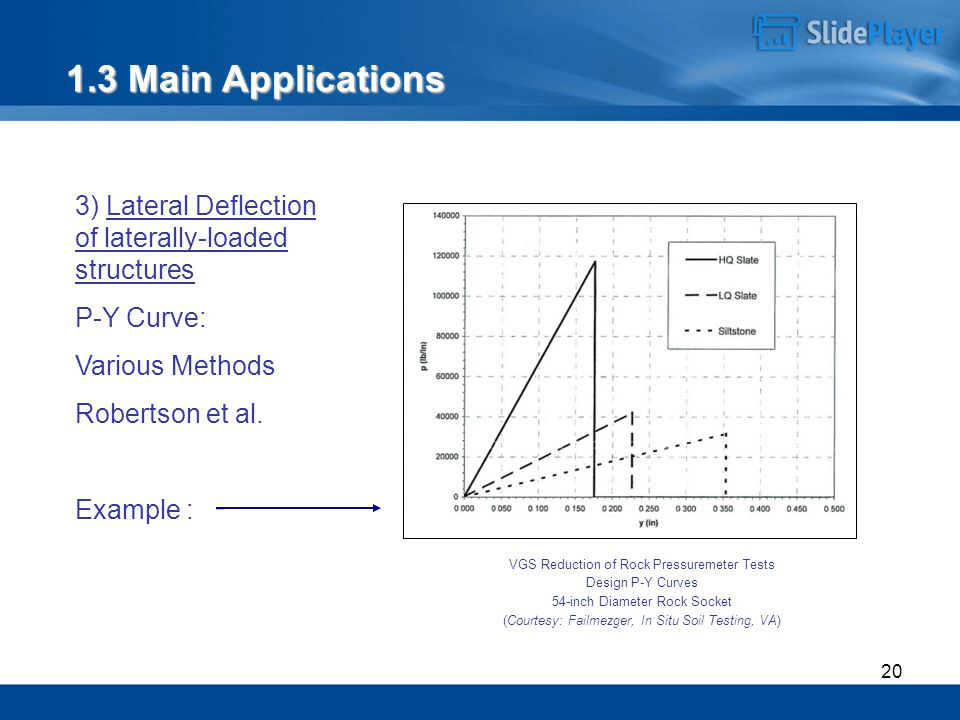 SlidePlayer
1.3 Main Applications
3) Lateral Deflection
of laterally-loaded
structures
P-Y Curve:
Various Methods
Robertson et al.
Example :
140000
120000
100000
80000
60000
40000
20000
0
p (lb/in)
HQ Slate
LQ Slate
Siltstone
0 000 0 050 0 100 0 150 0 200 0 250 0 300 0 350 0 400 0 450 0 500
y (in)
VGS Reduction of Rock Pressuremeter Tests
Design P-Y Curves
54-inch Diameter Rock Socket
(Courtesy: Failmezger, In Situ Soil Testing, VA)
20